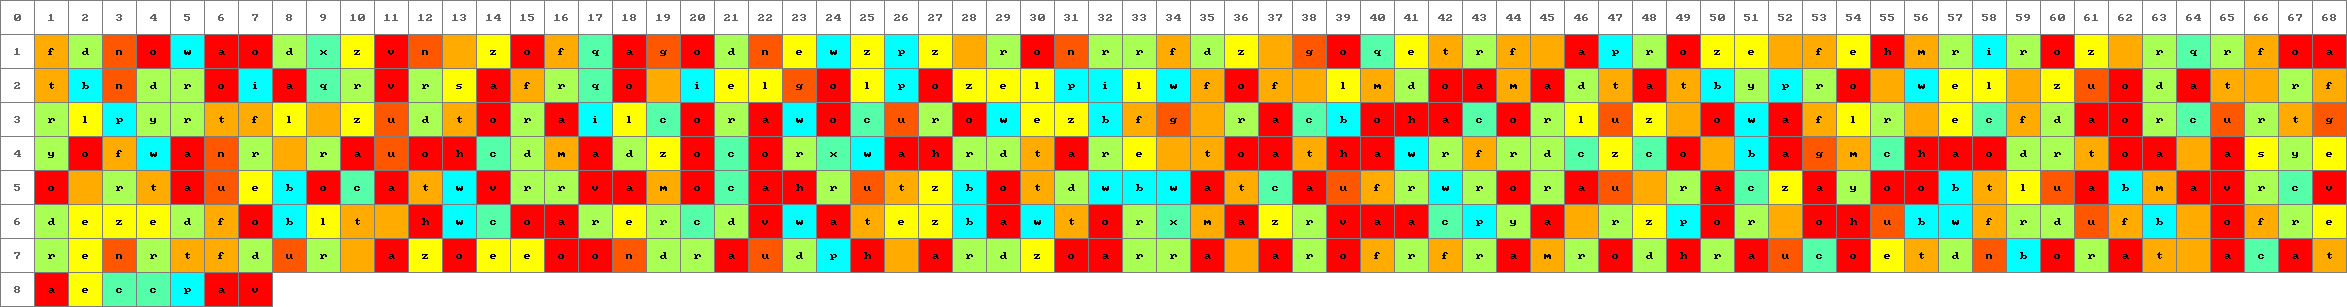 0 1 2 3 4 5 6 7 8 9 10 11 12 13 14 15 16 17 18 19 20 21 22 23 24 25 26 27 28 29 30 31 32 33 34 35 36 37 38 39 40 41 42 43 44 45 46 47 48 49 50 51 52 53 54 55 56 57 58 59 60 61 62 63 64 65 66 67 68
1 f d n o w a o d x z v n z o f q a g o d n e w z p z r o n r r f d z g o q e t r f a p r o z e f e h m r i r o z r q r f o a
2 t b n d r o i a q r v r s a f r q o i e l g o l p o z e l p i l w f o f l m d o a m a d t a t b y p r o w e l z u o d a t r f
3 r l p y r t f l z u d t o r a i l c o r a w o c u r o w e z b f g r a c b o h a c o r l u z o w a f l r e c f d a o r c u r t g
4 y o f w a n r r a u o h c d m a d z o c o r x w a h r d t a r e t o a t h a w r f r d c z c o b a g m c h a o d r t o a a s y e
5 o r t a u e b o c a t w v r r v a m o c a h r u t z b o t d w b w a t c a u f r w r o r a u r a c z a y o o b t l u a b m a v r c v
6 d e z e d f o b l t h w c o a r e r c d v w a t e z b a w t o r x m a z r v a a c p y a r z p o r o h u b w f r d u f b o f r e
7 r e n r t f d u r a z o e e o o n d r a u d p h a r d z o a r r a a r o f r f r a m r o d h r a u c o e t d n b o r a t a c a t
8 a e c c p a v